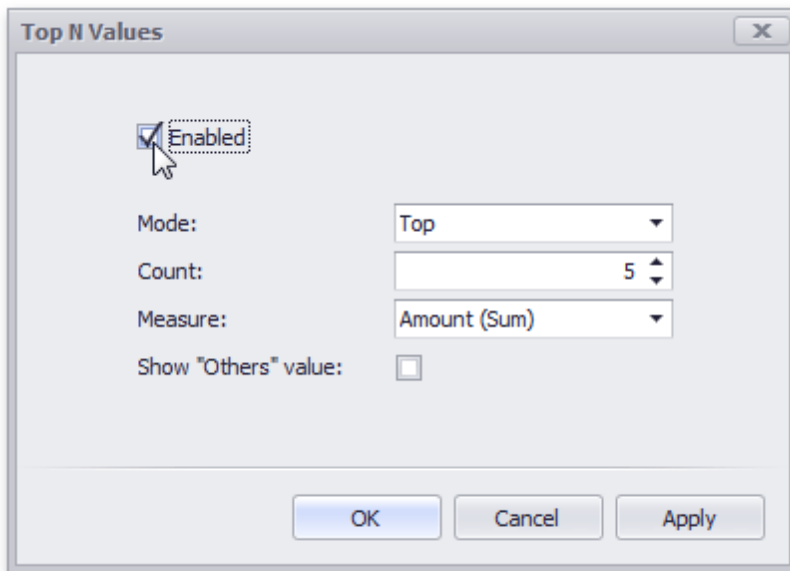 Top N Values
Enabled
Mode: Top
Count: 5
Measure: Amount (Sum)
Show "Others" value:
OK Cancel Apply